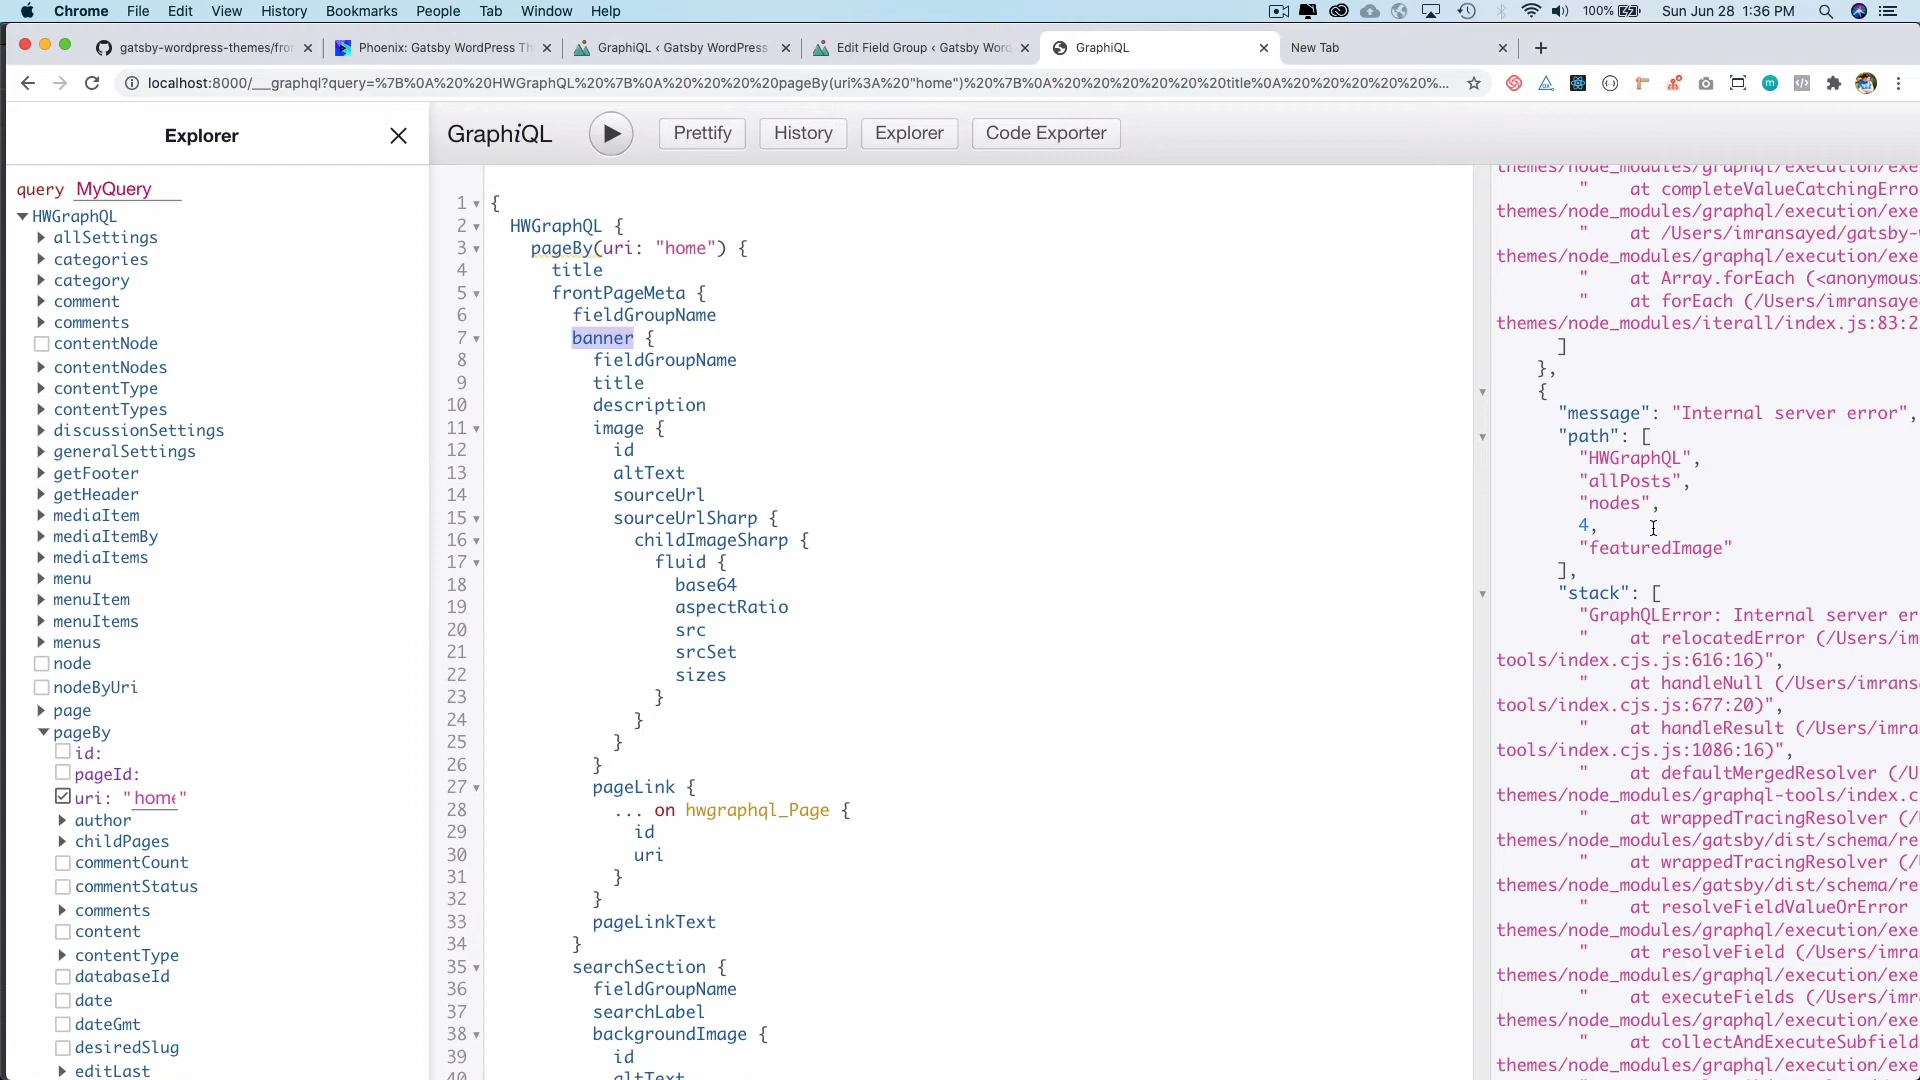 Chrome File Edit View History Bookmarks People Tab Window Help 100% Sun Jun 28 1:36 PM
gatsby-wordpress-themes/fro Phoenix: Gatsby WordPress Th GraphiQL ‹ Gatsby WordPress Edit Field Group ‹ Gatsby Word GraphiQL New Tab
localhost:8000/___graphql?query=%7B%0A%20%20HWGraphQL%20%7B%0A%20%20%20%20pageBy(uri%3A%20"home")%20%7B%0A%20%20%20%20%20%20title%0A%20%20%20%20%20%...
Explorer
GraphiQL Prettify History Explorer Code Exporter
query MyQuery
HWGraphQL
allSettings
categories
category
comment
comments
contentNode
contentNodes
contentType
contentTypes
discussionSettings
generalSettings
getFooter
getHeader
mediaItem
mediaItemBy
mediaItems
menu
menuItem
menuItems
menus
node
nodeByUri
page
pageBy
id:
pageId:
uri: "home"
author
childPages
commentCount
commentStatus
comments
content
contentType
databaseId
date
dateGmt
desiredSlug
editLast
1 {
2 HWGraphQL {
3 pageBy(uri: "home") {
4 title
5 frontPageMeta {
6 fieldGroupName
7 banner {
8 fieldGroupName
9 title
10 description
11 image {
12 id
13 altText
14 sourceUrl
15 sourceUrlSharp {
16 childImageSharp {
17 fluid {
18 base64
19 aspectRatio
20 src
21 srcSet
22 sizes
23 }
24 }
25 }
26 }
27 pageLink {
28 ... on hwgraphql_Page {
29 id
30 uri
31 }
32 }
33 pageLinkText
34 }
35 searchSection {
36 fieldGroupName
37 searchLabel
38 backgroundImage {
39 id
40 altText
themes/node_modules/graphql/execution/exe
" at completeValueCatchingErro
themes/node_modules/graphql/execution/exe
" at /Users/imransayed/gatsby-w
themes/node_modules/graphql/execution/exe
" at Array.forEach (<anonymous
" at forEach (/Users/imransaye
themes/node_modules/iterall/index.js:83:2
]
},
{
"message": "Internal server error",
"path": [
"HWGraphQL",
"allPosts",
"nodes",
4,
"featuredImage"
],
"stack": [
"GraphQLError: Internal server er
" at relocatedError (/Users/im
tools/index.cjs.js:616:16)",
" at handleNull (/Users/imransa
tools/index.cjs.js:677:20)",
" at handleResult (/Users/imra
tools/index.cjs.js:1086:16)",
" at defaultMergedResolver (/U
themes/node_modules/graphql-tools/index.c
" at wrappedTracingResolver (/
themes/node_modules/gatsby/dist/schema/re
" at wrappedTracingResolver (/
themes/node_modules/gatsby/dist/schema/re
" at resolveFieldValueOrError
themes/node_modules/graphql/execution/exe
" at resolveField (/Users/imra
themes/node_modules/graphql/execution/exe
" at executeFields (/Users/imr
themes/node_modules/graphql/execution/exe
" at collectAndExecuteSubfield
themes/node_modules/graphql/execution/exe